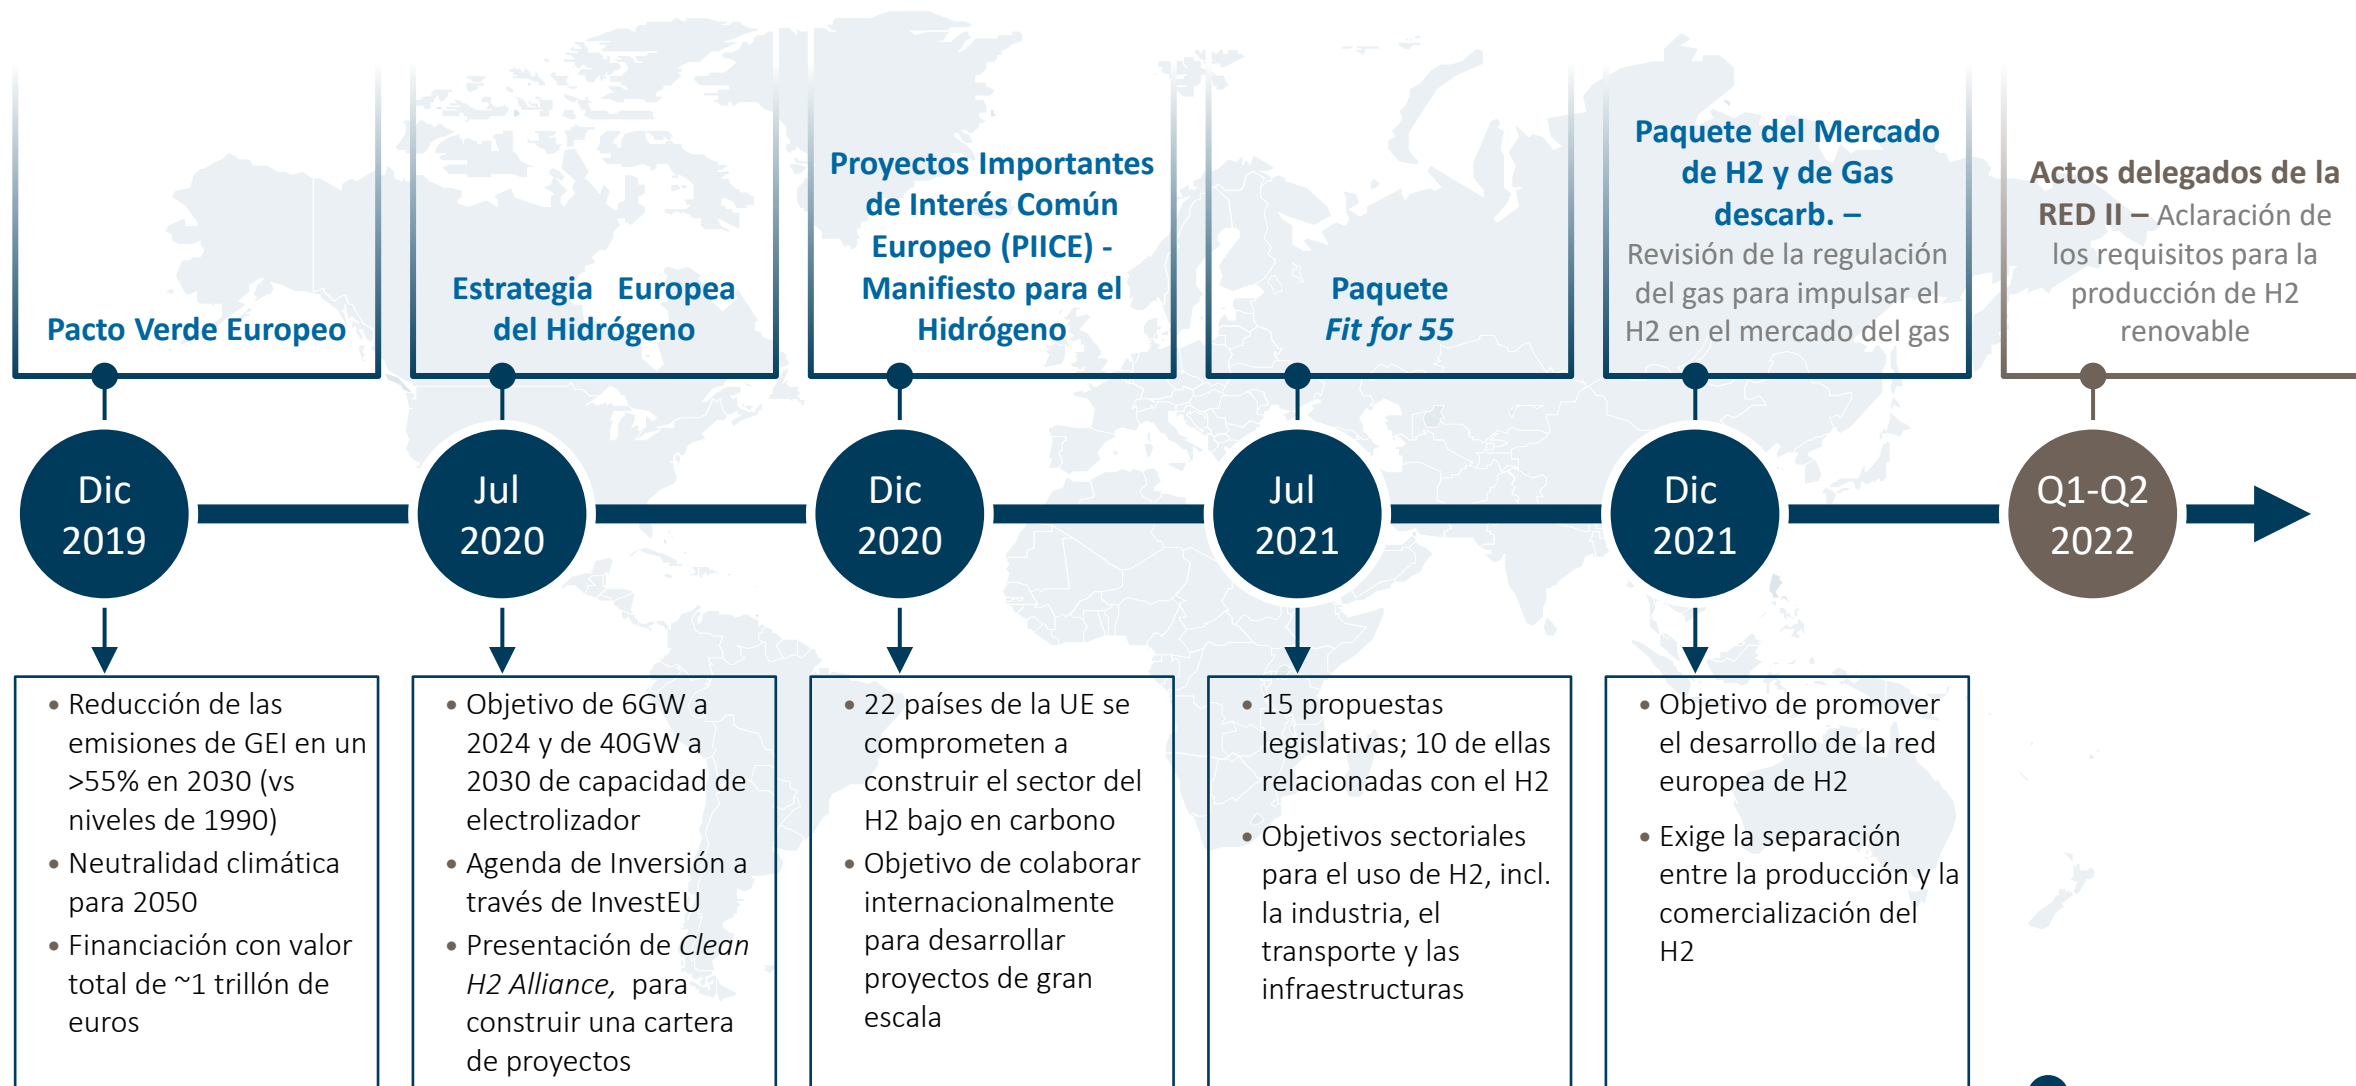 Pacto Verde Europeo
Estrategia Europea
del Hidrógeno
Proyectos Importantes
de Interés Común
Europeo (PIICE) -
Manifiesto para el
Hidrógeno
Paquete
Fit for 55
Paquete del Mercado
de H2 y de Gas
descarb. –
Revisión de la regulación
del gas para impulsar el
H2 en el mercado del gas
Actos delegados de la
RED II – Aclaración de
los requisitos para la
producción de H2
renovable
Dic
2019
Jul
2020
Dic
2020
Jul
2021
Dic
2021
Q1-Q2
2022
• Reducción de las
emisiones de GEI en un
>55% en 2030 (vs
niveles de 1990)
• Neutralidad climática
para 2050
• Financiación con valor
total de ~1 trillón de
euros
• Objetivo de 6GW a
2024 y de 40GW a
2030 de capacidad de
electrolizador
• Agenda de Inversión a
través de InvestEU
• Presentación de Clean
H2 Alliance, para
construir una cartera
de proyectos
• 22 países de la UE se
comprometen a
construir el sector del
H2 bajo en carbono
• Objetivo de colaborar
internacionalmente
para desarrollar
proyectos de gran
escala
• 15 propuestas
legislativas; 10 de ellas
relacionadas con el H2
• Objetivos sectoriales
para el uso de H2, incl.
la industria, el
transporte y las
infraestructuras
• Objetivo de promover
el desarrollo de la red
europea de H2
• Exige la separación
entre la producción y la
comercialización del
H2